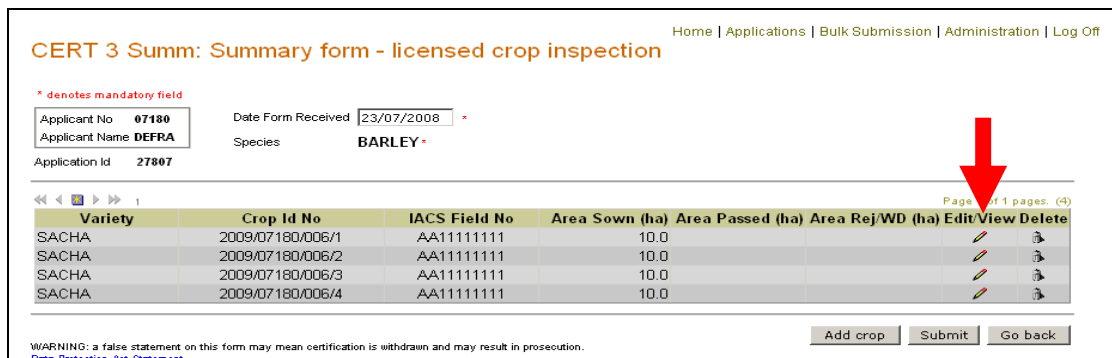 Home | Applications | Bulk Submission | Administration | Log Off
CERT 3 Summ: Summary form - licensed crop inspection
* denotes mandatory field
Applicant No 07180
Applicant Name DEFRA
Date Form Received 23/07/2008 *
Species BARLEY *
Application Id 27807
1
Page of 1 pages. (4)
Variety Crop Id No IACS Field No Area Sown (ha) Area Passed (ha) Area Rej/WD (ha) Edit/View Delete
SACHA 2009/07180/006/1 AA11111111 10.0
SACHA 2009/07180/006/2 AA11111111 10.0
SACHA 2009/07180/006/3 AA11111111 10.0
SACHA 2009/07180/006/4 AA11111111 10.0
Add crop Submit Go back
WARNING: a false statement on this form may mean certification is withdrawn and may result in prosecution.
Data Protection Act Statement